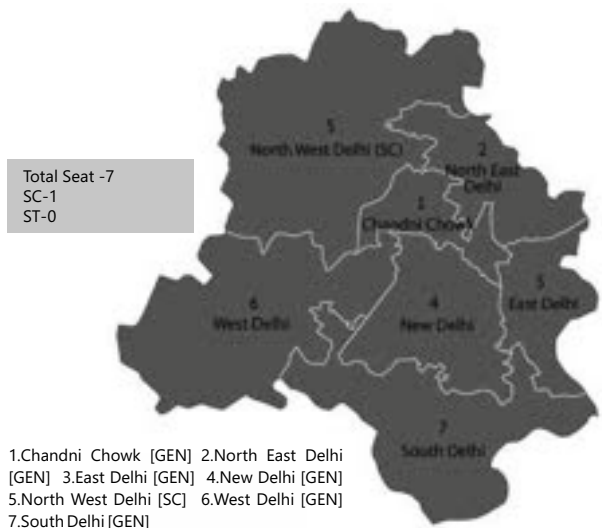 5
North West Delhi (SC)
2
North East
Delhi
Total Seat -7
SC-1
ST-0
1
Chandni Chowk
6
West Delhi
4
New Delhi
East Delhi
7
South Delhi
1.Chandni Chowk [GEN] 2.North East Delhi
[GEN] 3.East Delhi [GEN] 4.New Delhi [GEN]
5.North West Delhi [SC] 6.West Delhi [GEN]
7.South Delhi [GEN]